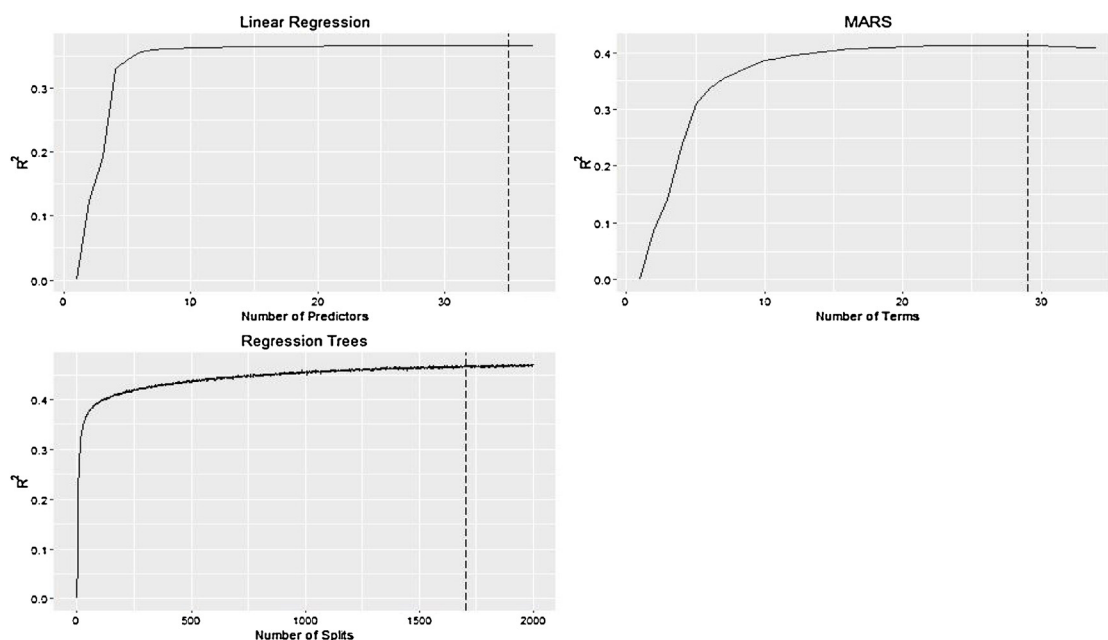 Linear Regression
R²
0.3
0.2
0.1
0.0
0 10 20 30
Number of Predictors
MARS
R²
0.4
0.3
0.2
0.1
0.0
0 10 20 30
Number of Terms
Regression Trees
R²
0.4
0.3
0.2
0.1
0.0
0 500 1000 1500 2000
Number of Splits